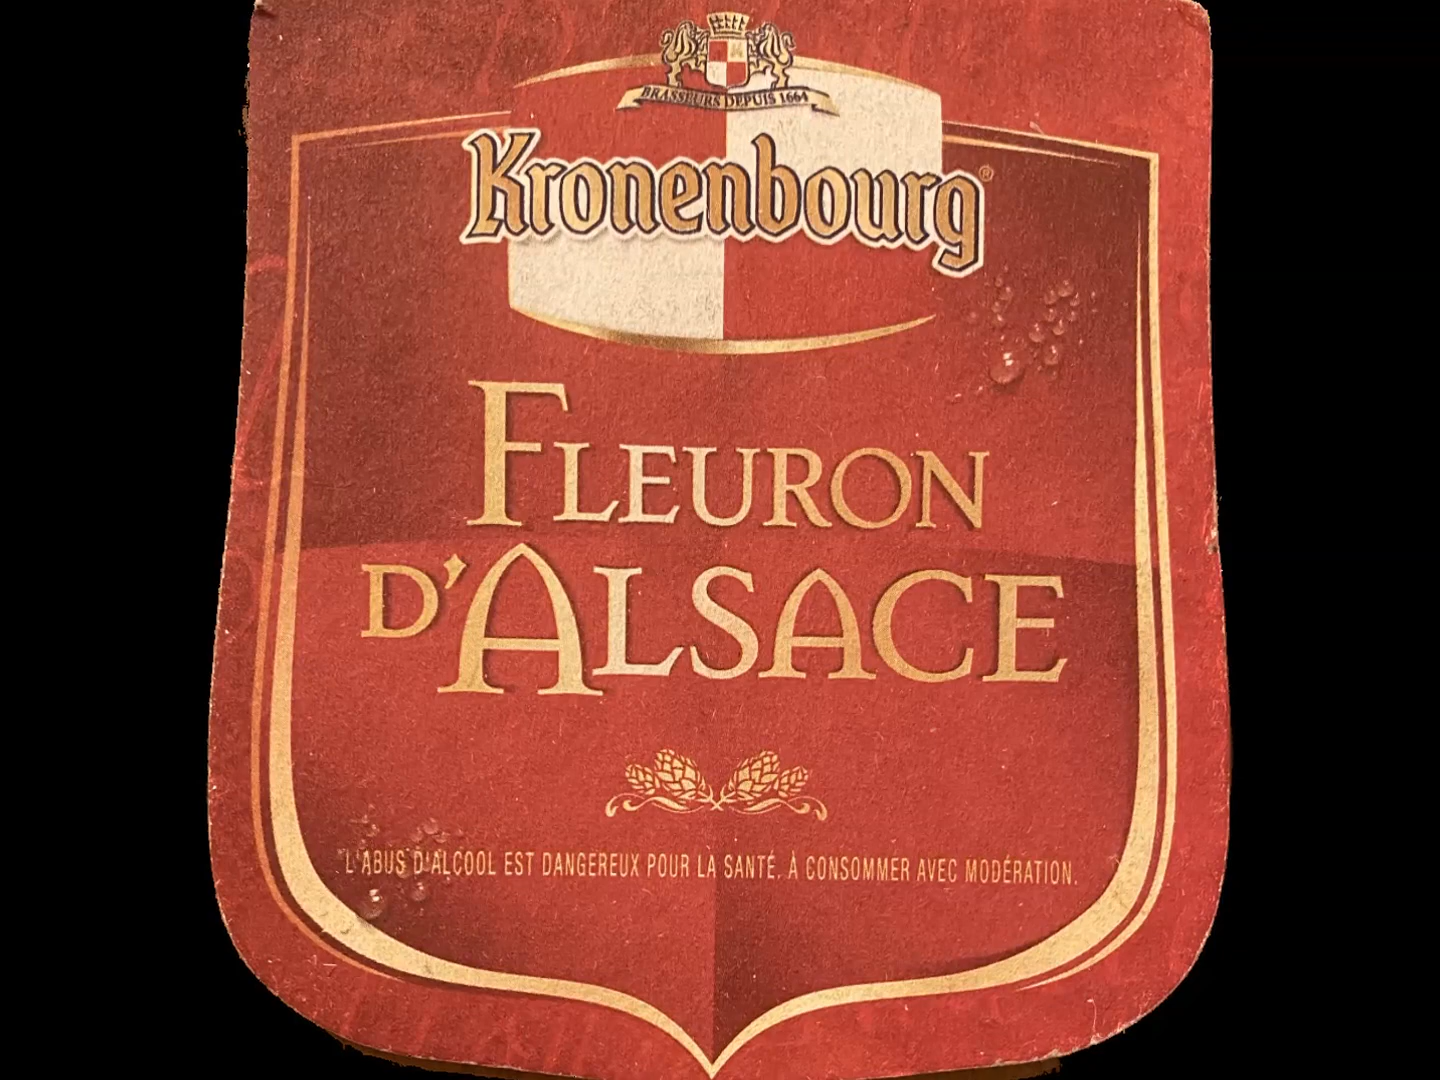 BRASSEURS DEPUIS 1664
Kronenbourg®
FLEURON
D'ALSACE
L'ABUS D'ALCOOL EST DANGEREUX POUR LA SANTÉ. À CONSOMMER AVEC MODÉRATION.